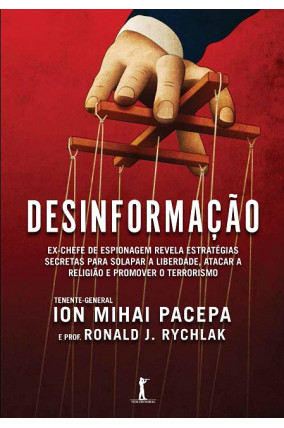 DESINFORMAÇÃO
EX-CHEFE DE ESPIONAGEM REVELA ESTRATÉGIAS
SECRETAS PARA SOLAPAR A LIBERDADE, ATACAR A
RELIGIÃO E PROMOVER O TERRORISMO
TENENTE-GENERAL
ION MIHAI PACEPA
E PROF. RONALD J. RYCHLAK